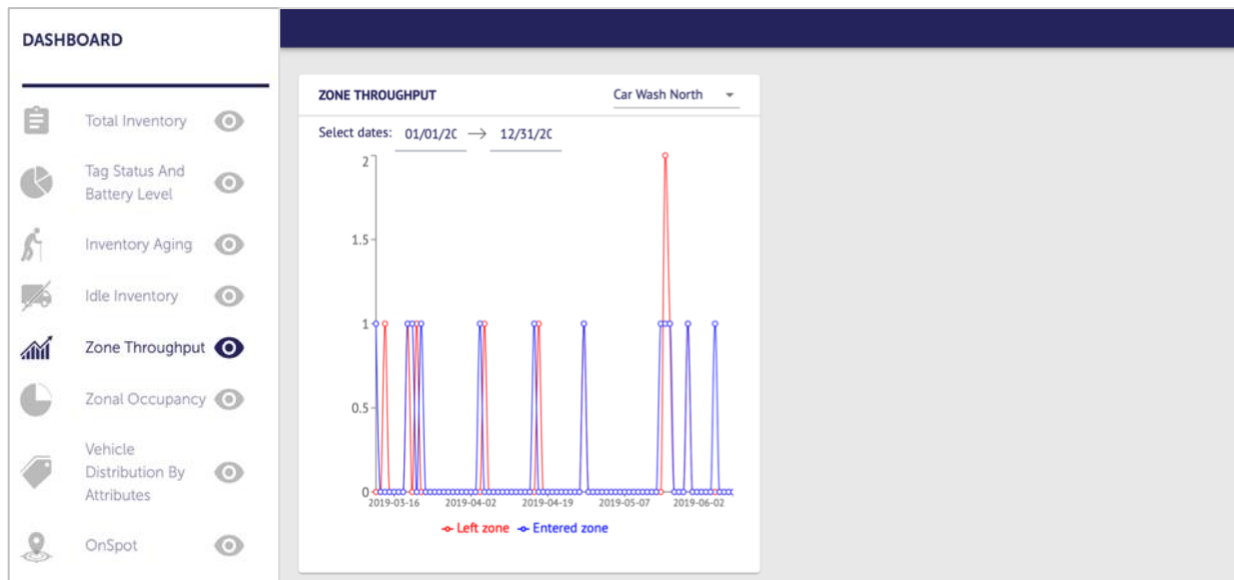 DASHBOARD
Total Inventory
Tag Status And
Battery Level
Inventory Aging
Idle Inventory
Zone Throughput
Zonal Occupancy
Vehicle
Distribution By
Attributes
OnSpot
ZONE THROUGHPUT
Car Wash North
Select dates: 01/01/20 → 12/31/20
2
1.5
1
0.5
0
2019-03-16 2019-04-02 2019-04-19 2019-05-07 2019-06-02
Left zone Entered zone